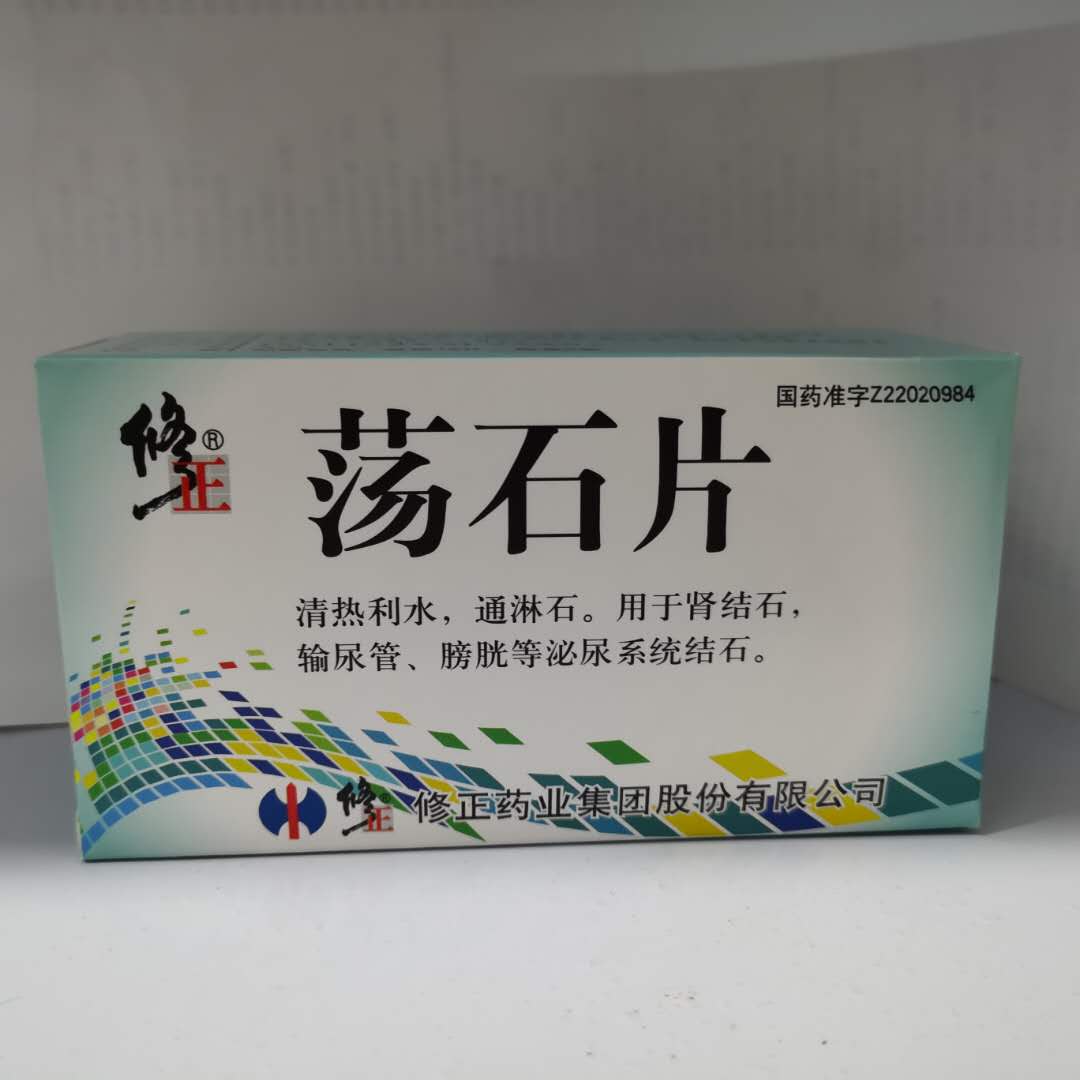 国药准字Z22020984
修®正
荡石片
清热利水，通淋石。用于肾结石，
输尿管、膀胱等泌尿系统结石。
修®正 修正药业集团股份有限公司